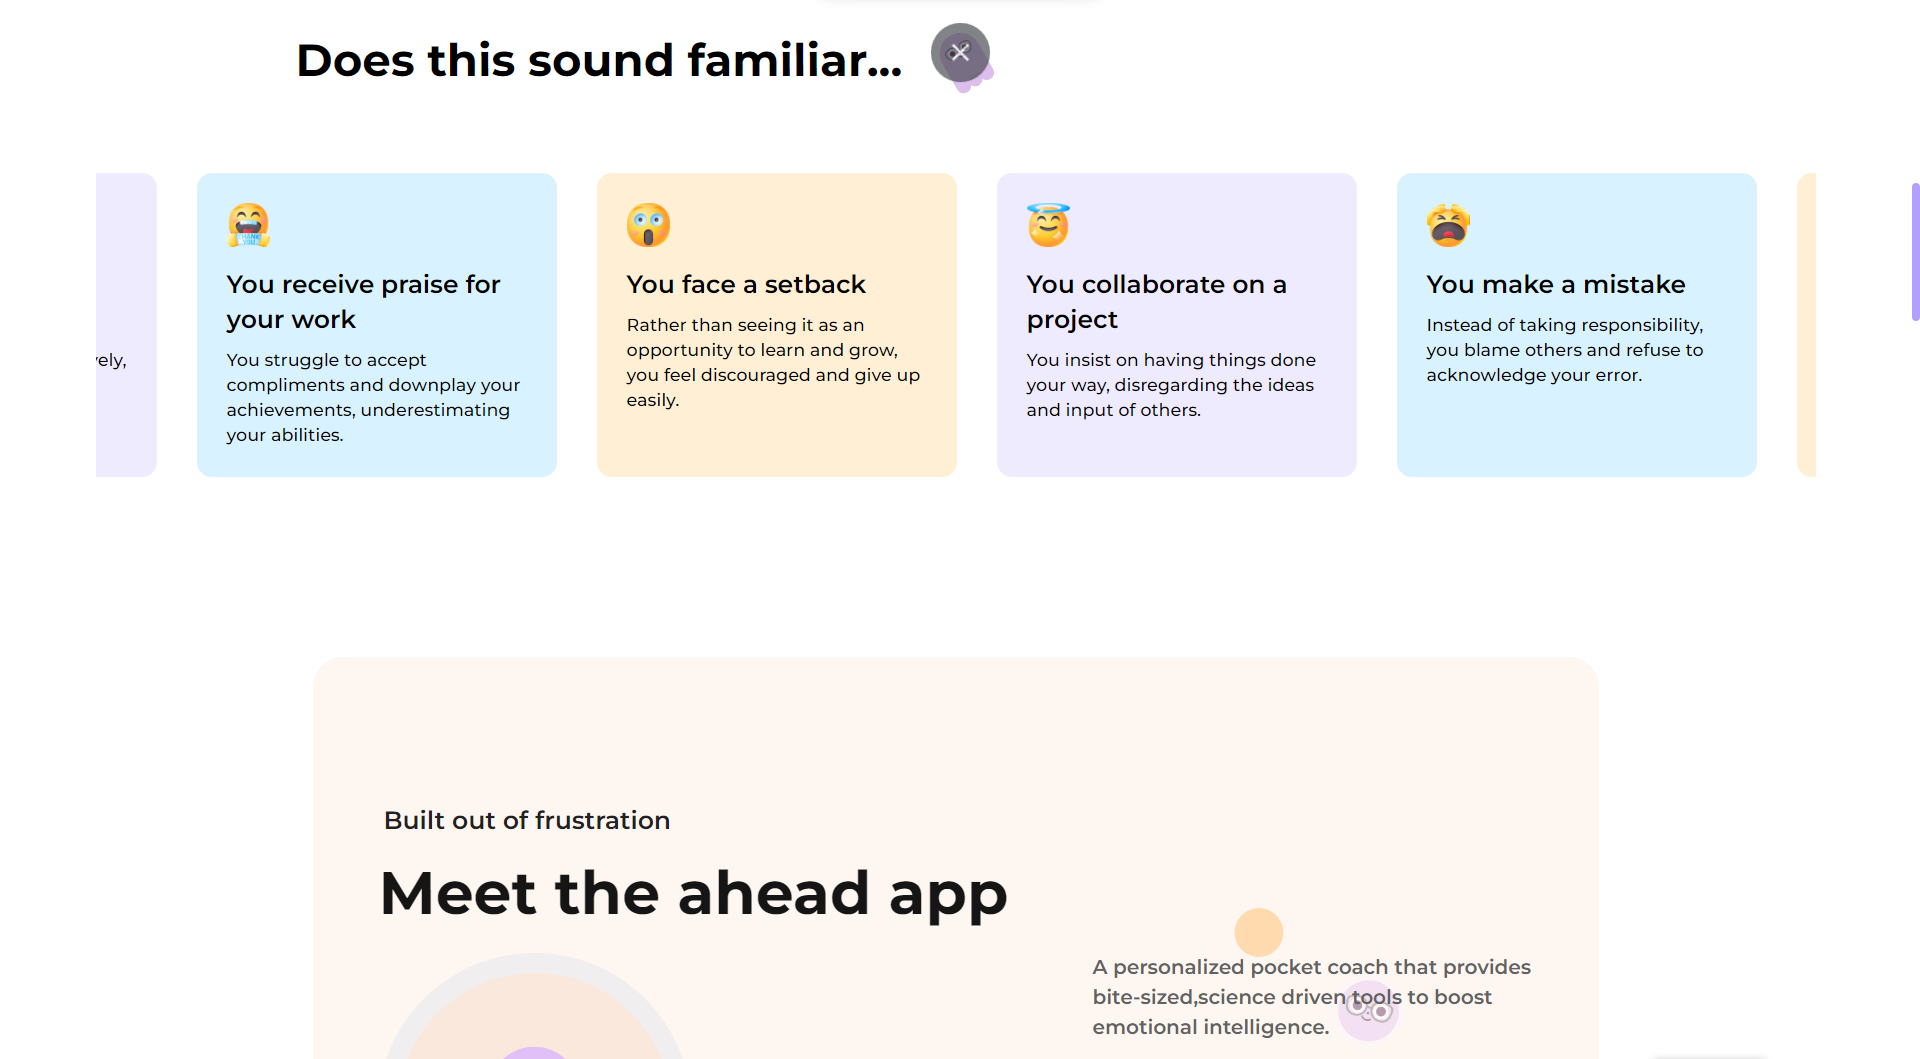 Does this sound familiar...
vely,
You receive praise for
your work
You struggle to accept
compliments and downplay your
achievements, underestimating
your abilities.
You face a setback
Rather than seeing it as an
opportunity to learn and grow,
you feel discouraged and give up
easily.
You collaborate on a
project
You insist on having things done
your way, disregarding the ideas
and input of others.
You make a mistake
Instead of taking responsibility,
you blame others and refuse to
acknowledge your error.
Built out of frustration
Meet the ahead app
A personalized pocket coach that provides
bite-sized,science driven tools to boost
emotional intelligence.